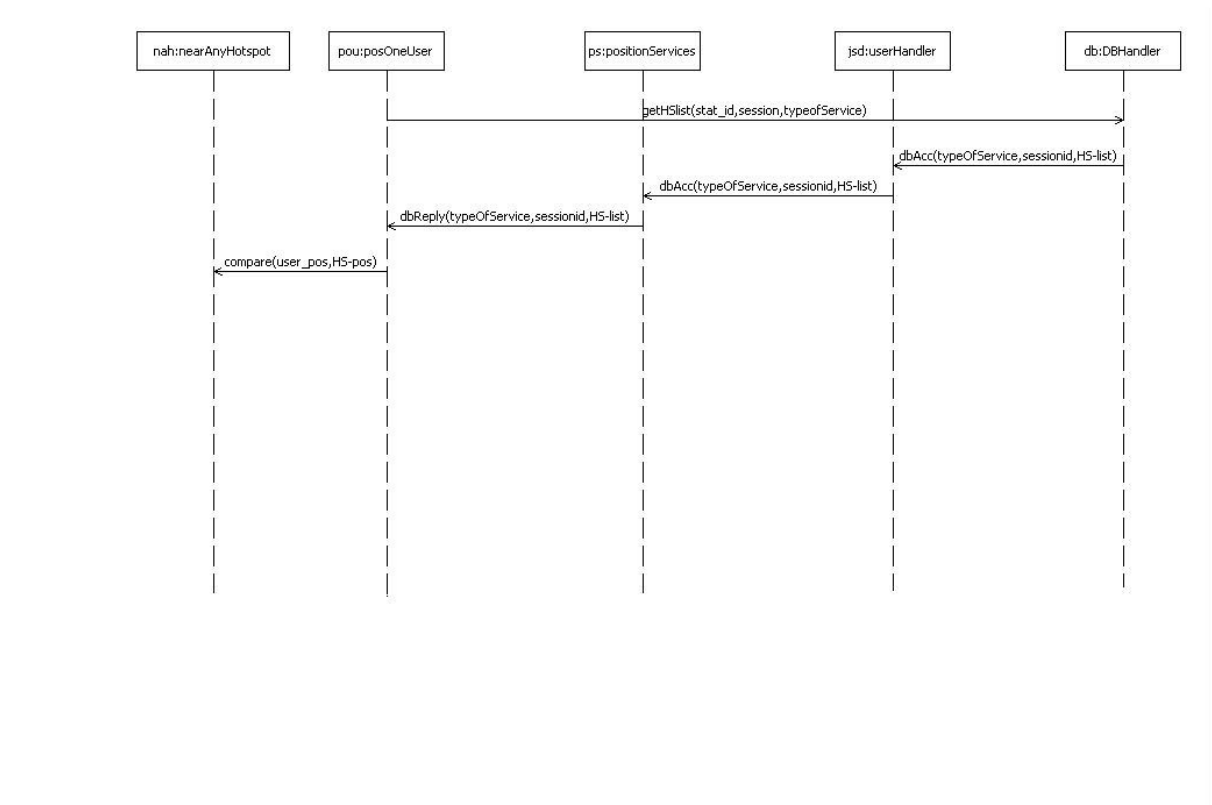 nah:nearAnyHotspot
pou:posOneUser
ps:positionServices
jsd:userHandler
db:DBHandler
getHSlist(stat_id,session,typeofService)
dbAcc(typeOfService,sessionid,HS-list)
dbAcc(typeOfService,sessionid,HS-list)
dbReply(typeOfService,sessionid,HS-list)
compare(user_pos,HS-pos)